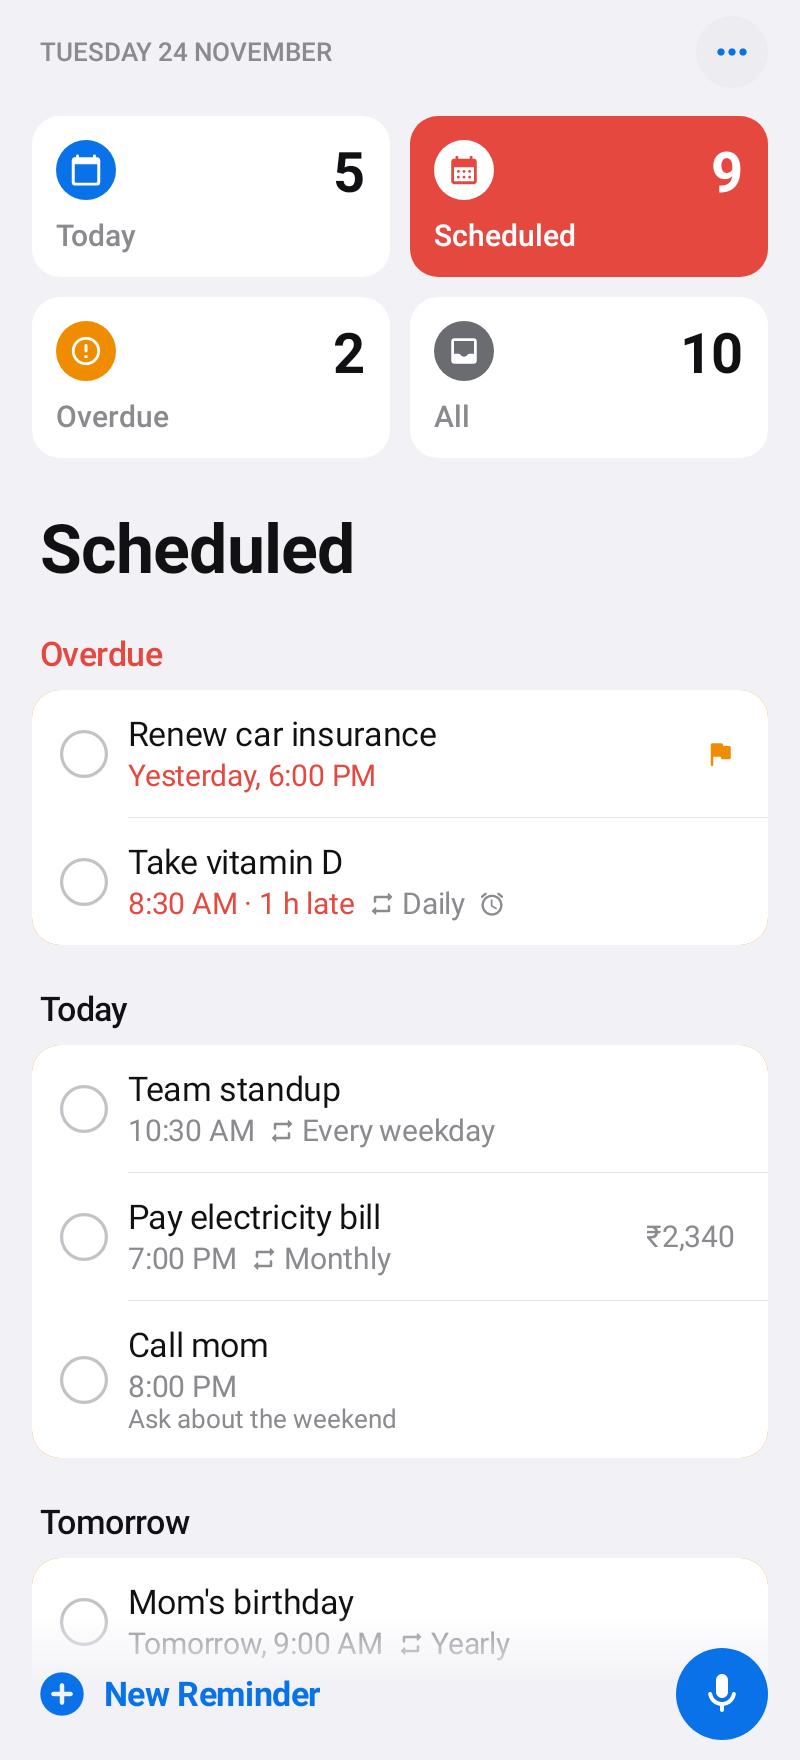 TUESDAY 24 NOVEMBER
5
Today
9
Scheduled
2
Overdue
10
All
Scheduled
Overdue
Renew car insurance
Yesterday, 6:00 PM
Take vitamin D
8:30 AM · 1 h late Daily
Today
Team standup
10:30 AM Every weekday
Pay electricity bill
₹2,340
7:00 PM Monthly
Call mom
8:00 PM
Ask about the weekend
Tomorrow
Mom's birthday
Tomorrow, 9:00 AM Yearly
New Reminder